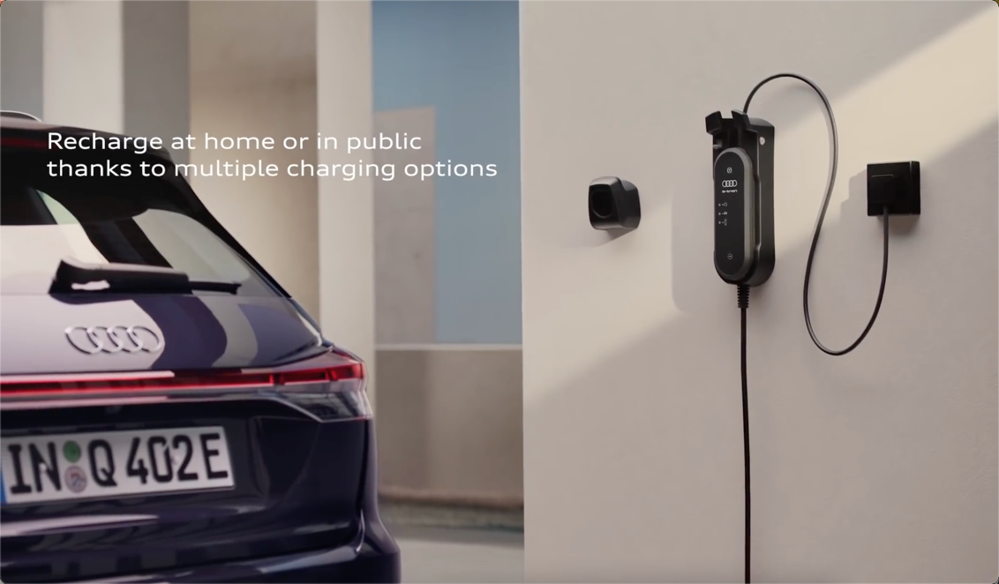 Recharge at home or in public
thanks to multiple charging options
IN Q 402E
e-tron